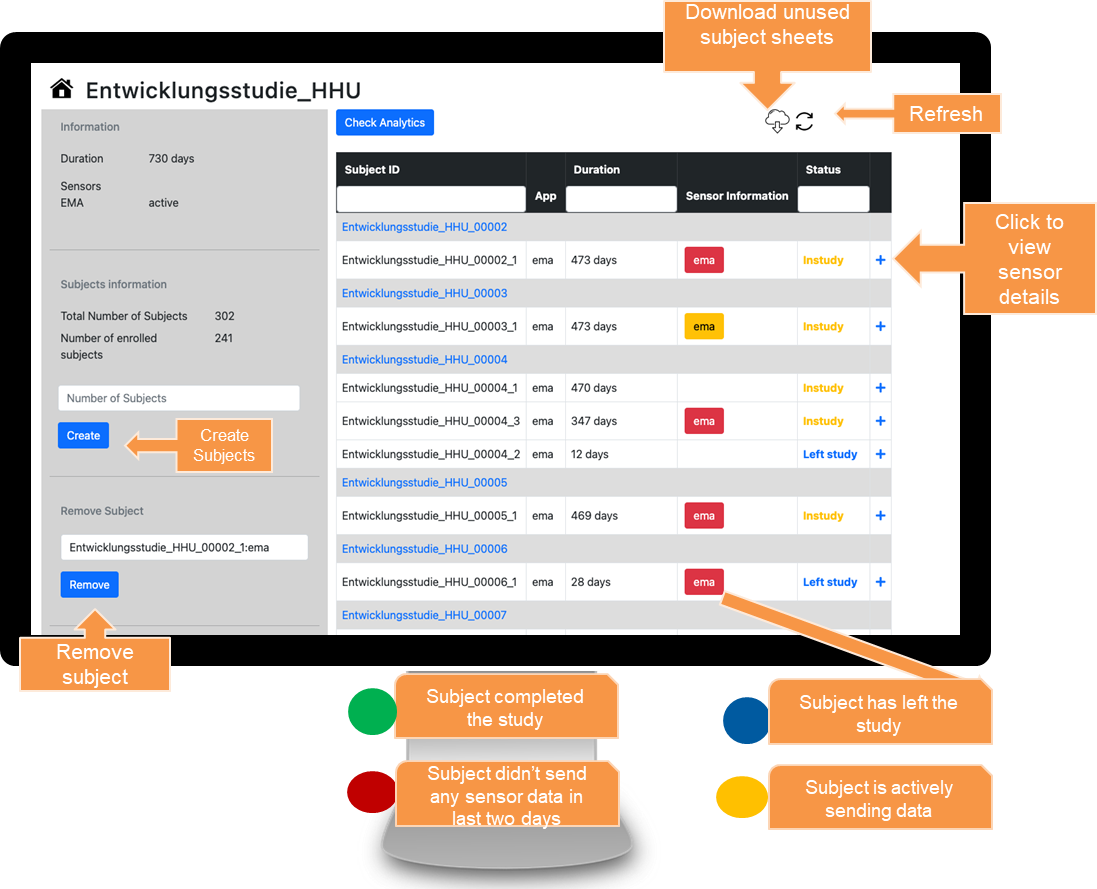 Download unused
subject sheets
Entwicklungsstudie_HHU
Refresh
Information
Duration 730 days
Sensors
EMA active
Subjects information
Total Number of Subjects 302
Number of enrolled 241
subjects
Number of Subjects
Create
Create
Subjects
Remove Subject
Entwicklungsstudie_HHU_00002_1:ema
Remove
Remove
subject
Check Analytics
Subject ID App Duration Sensor Information Status
Entwicklungsstudie_HHU_00002
Entwicklungsstudie_HHU_00002_1 ema 473 days ema Instudy +
Entwicklungsstudie_HHU_00003
Entwicklungsstudie_HHU_00003_1 ema 473 days ema Instudy +
Entwicklungsstudie_HHU_00004
Entwicklungsstudie_HHU_00004_1 ema 470 days Instudy +
Entwicklungsstudie_HHU_00004_3 ema 347 days ema Instudy +
Entwicklungsstudie_HHU_00004_2 ema 12 days Left study +
Entwicklungsstudie_HHU_00005
Entwicklungsstudie_HHU_00005_1 ema 469 days ema Instudy +
Entwicklungsstudie_HHU_00006
Entwicklungsstudie_HHU_00006_1 ema 28 days ema Left study +
Entwicklungsstudie_HHU_00007
Click to
view
sensor
details
Subject completed
the study
Subject has left the
study
Subject didn’t send
any sensor data in
last two days
Subject is actively
sending data